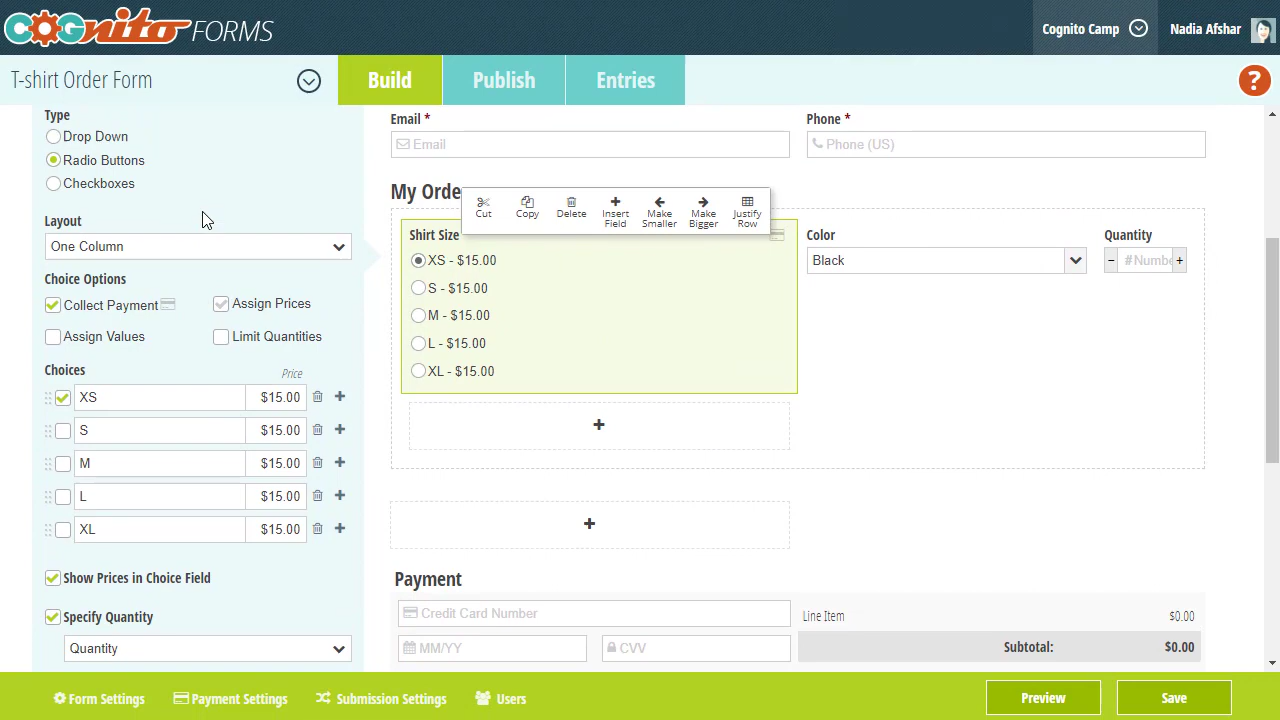 COGNITO FORMS
Cognito Camp
Nadia Afshar
T-shirt Order Form
Build
Publish
Entries
?
Type
Drop Down
Radio Buttons
Checkboxes
Layout
One Column
Choice Options
Collect Payment
Assign Prices
Assign Values
Limit Quantities
Choices
Price
XS $15.00
S $15.00
M $15.00
L $15.00
XL $15.00
Show Prices in Choice Field
Specify Quantity
Quantity
Email *
Email
Phone *
Phone (US)
My Orde
Cut
Copy
Delete
Insert Field
Make Smaller
Make Bigger
Justify Row
Shirt Size
XS - $15.00
S - $15.00
M - $15.00
L - $15.00
XL - $15.00
Color
Black
Quantity
- # Numbe +
+
+
Payment
Credit Card Number
MM/YY
CVV
Line Item $0.00
Subtotal: $0.00
Form Settings
Payment Settings
Submission Settings
Users
Preview
Save